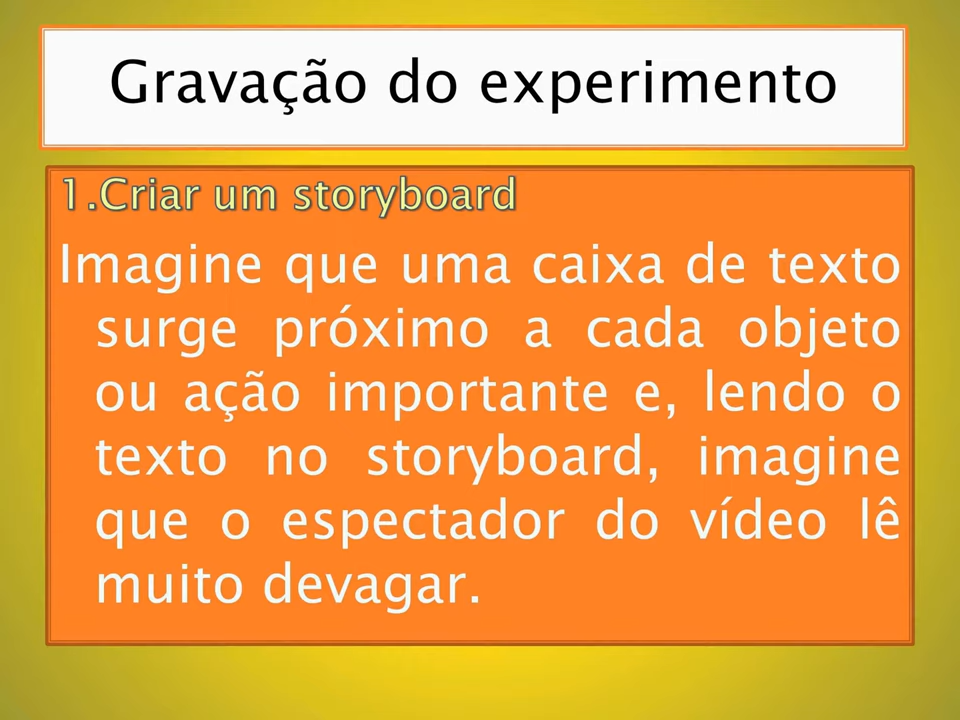 Gravação do experimento
1.Criar um storyboard
Imagine que uma caixa de texto
surge próximo a cada objeto
ou ação importante e, lendo o
texto no storyboard, imagine
que o espectador do vídeo lê
muito devagar.